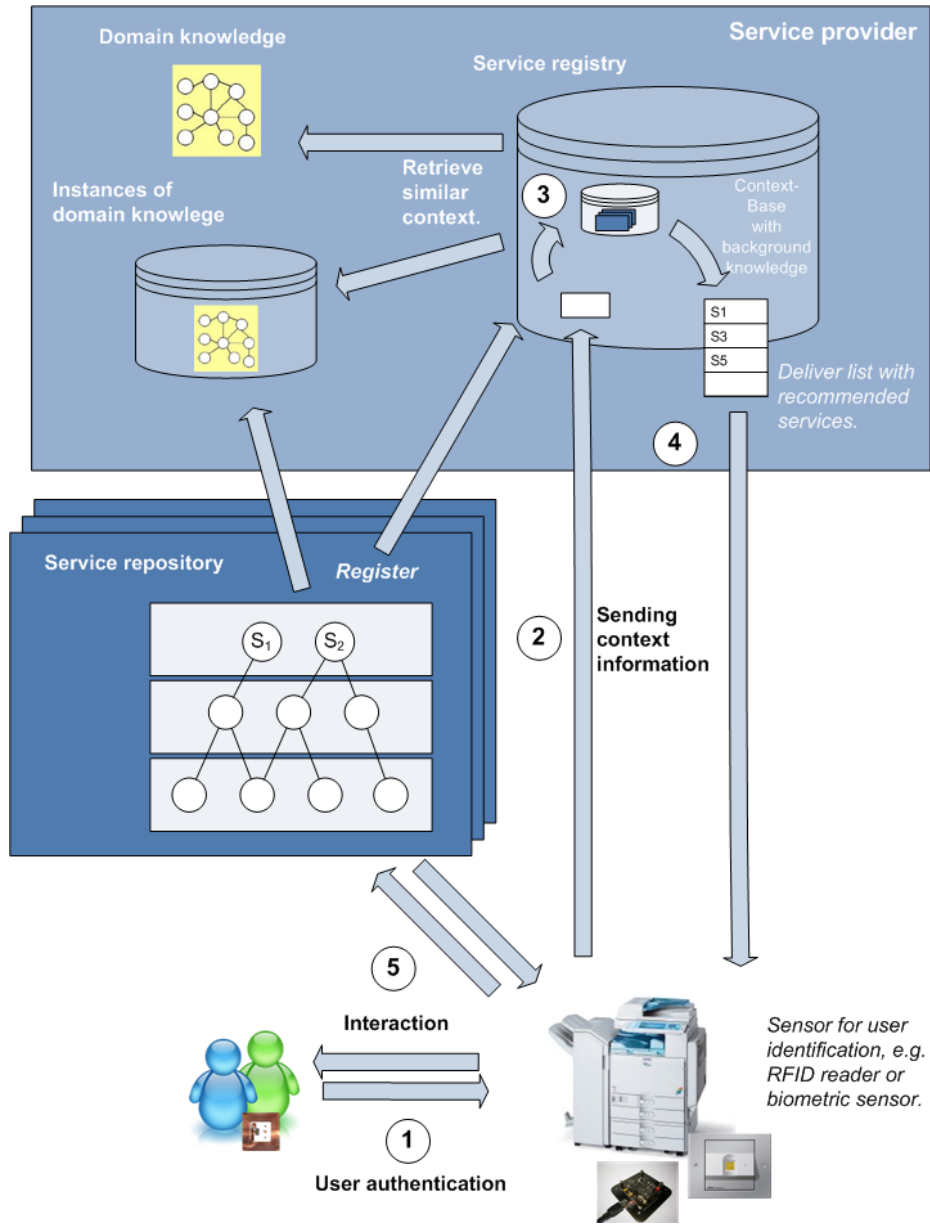 Service provider
Domain knowledge
Service registry
Retrieve
similar
context.
Instances of
domain knowlege
3
Context-
Base
with
background
knowledge
S1
S3
S5
Deliver list with
recommended
services.
4
Service repository
Register
S1
S2
2
Sending
context
information
5
Interaction
Sensor for user
identification, e.g.
RFID reader or
biometric sensor.
1
User authentication